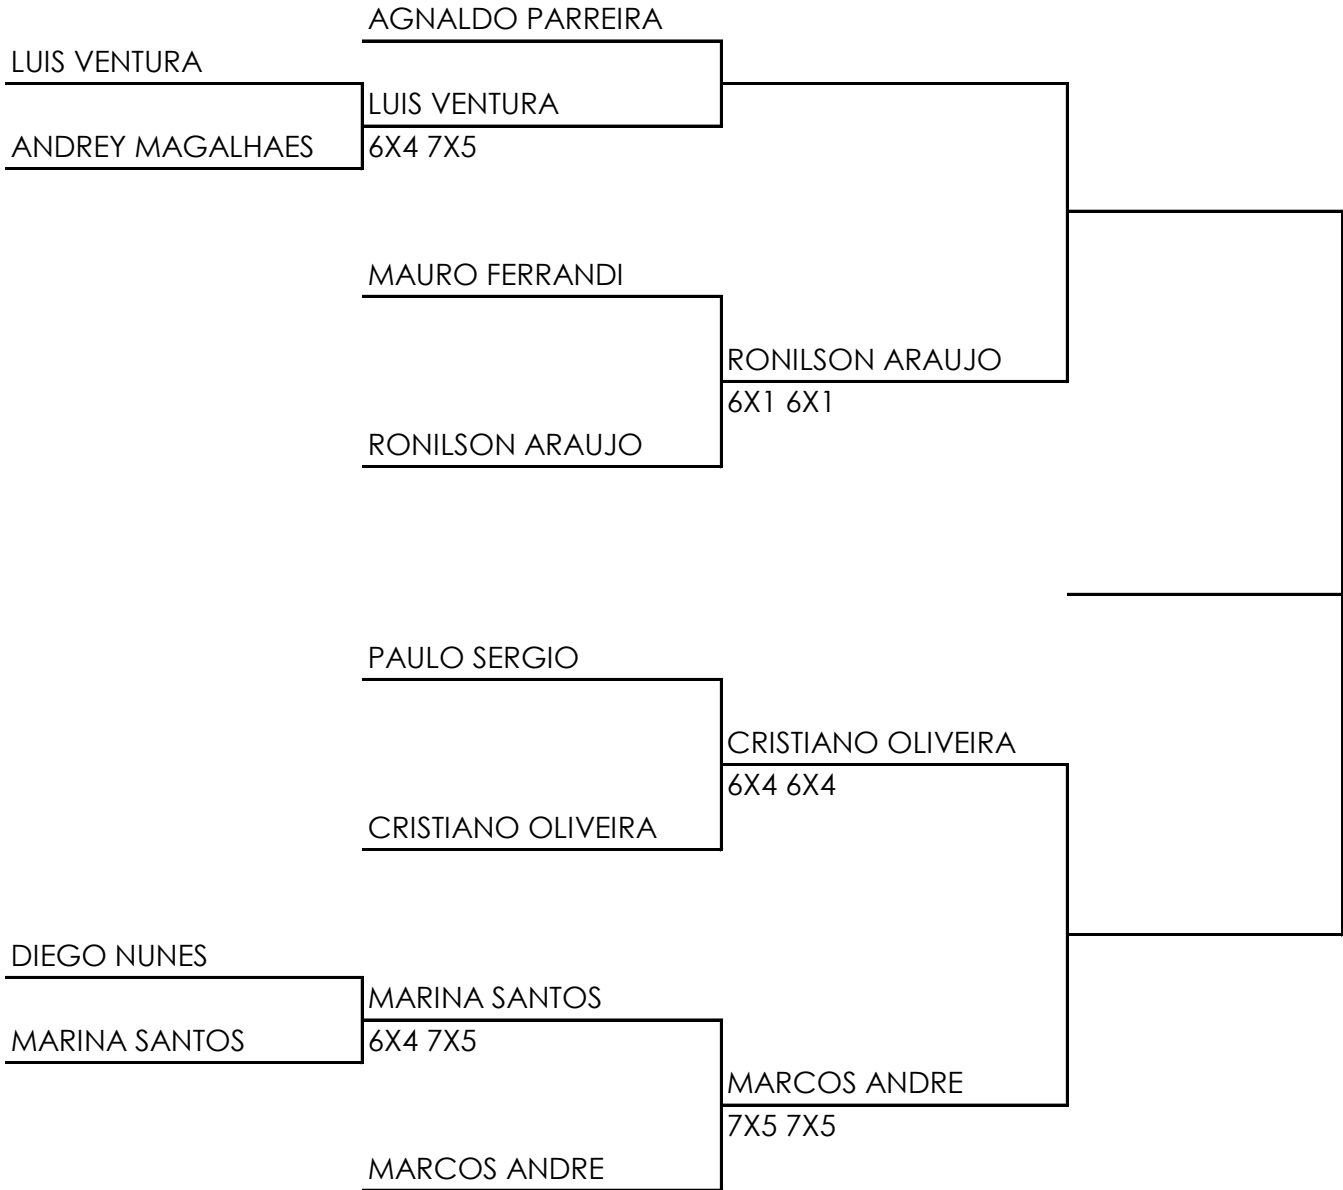 AGNALDO PARREIRA
LUIS VENTURA
LUIS VENTURA
ANDREY MAGALHAES
6X4 7X5
MAURO FERRANDI
RONILSON ARAUJO
6X1 6X1
RONILSON ARAUJO
PAULO SERGIO
CRISTIANO OLIVEIRA
6X4 6X4
CRISTIANO OLIVEIRA
DIEGO NUNES
MARINA SANTOS
MARINA SANTOS
6X4 7X5
MARCOS ANDRE
7X5 7X5
MARCOS ANDRE